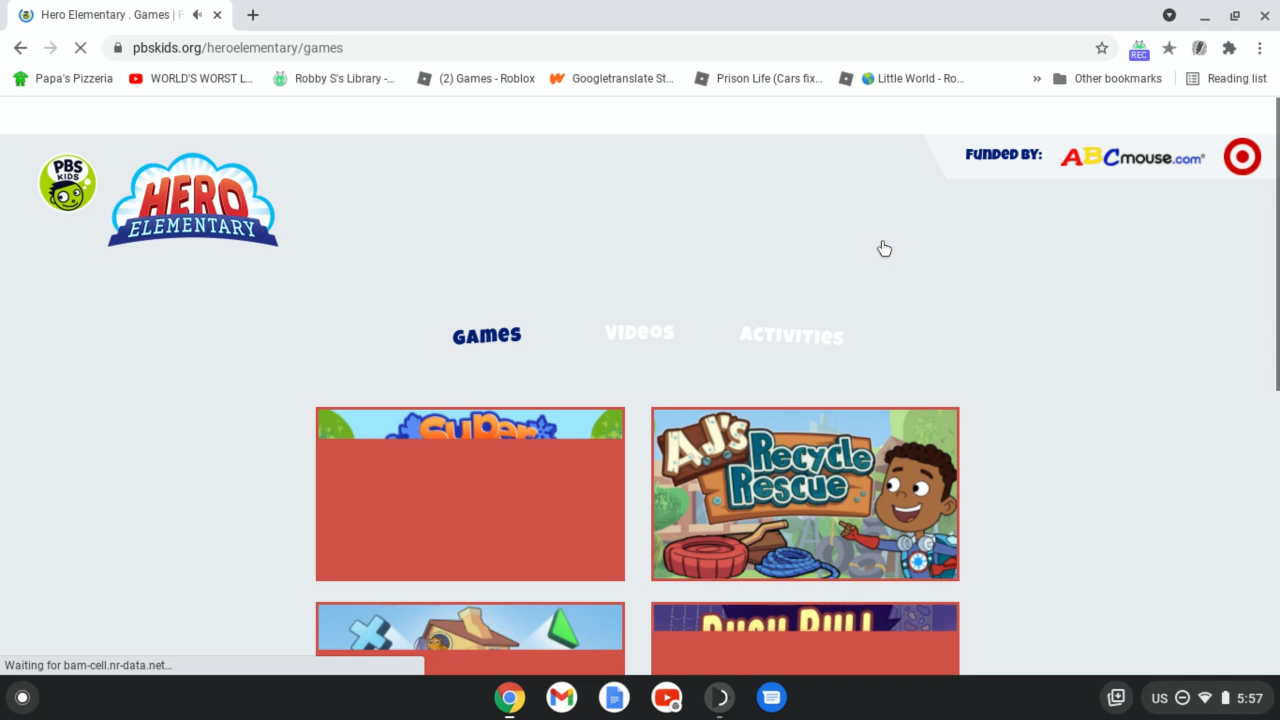 Hero Elementary . Games | F
pbskids.org/heroelementary/games
REC
Papa's Pizzeria
WORLD'S WORST L...
Robby S's Library -...
(2) Games - Roblox
Googletranslate St...
Prison Life (Cars fix...
Little World - Ro...
»
Other bookmarks
Reading list
PBS
KIDS
HERO
ELEMENTARY
FUNDED BY:
ABCmouse.com®
Games
Videos
Activities
Super
A.J.'s
Recycle
Rescue
Waiting for bam-cell.nr-data.net...
US
5:57